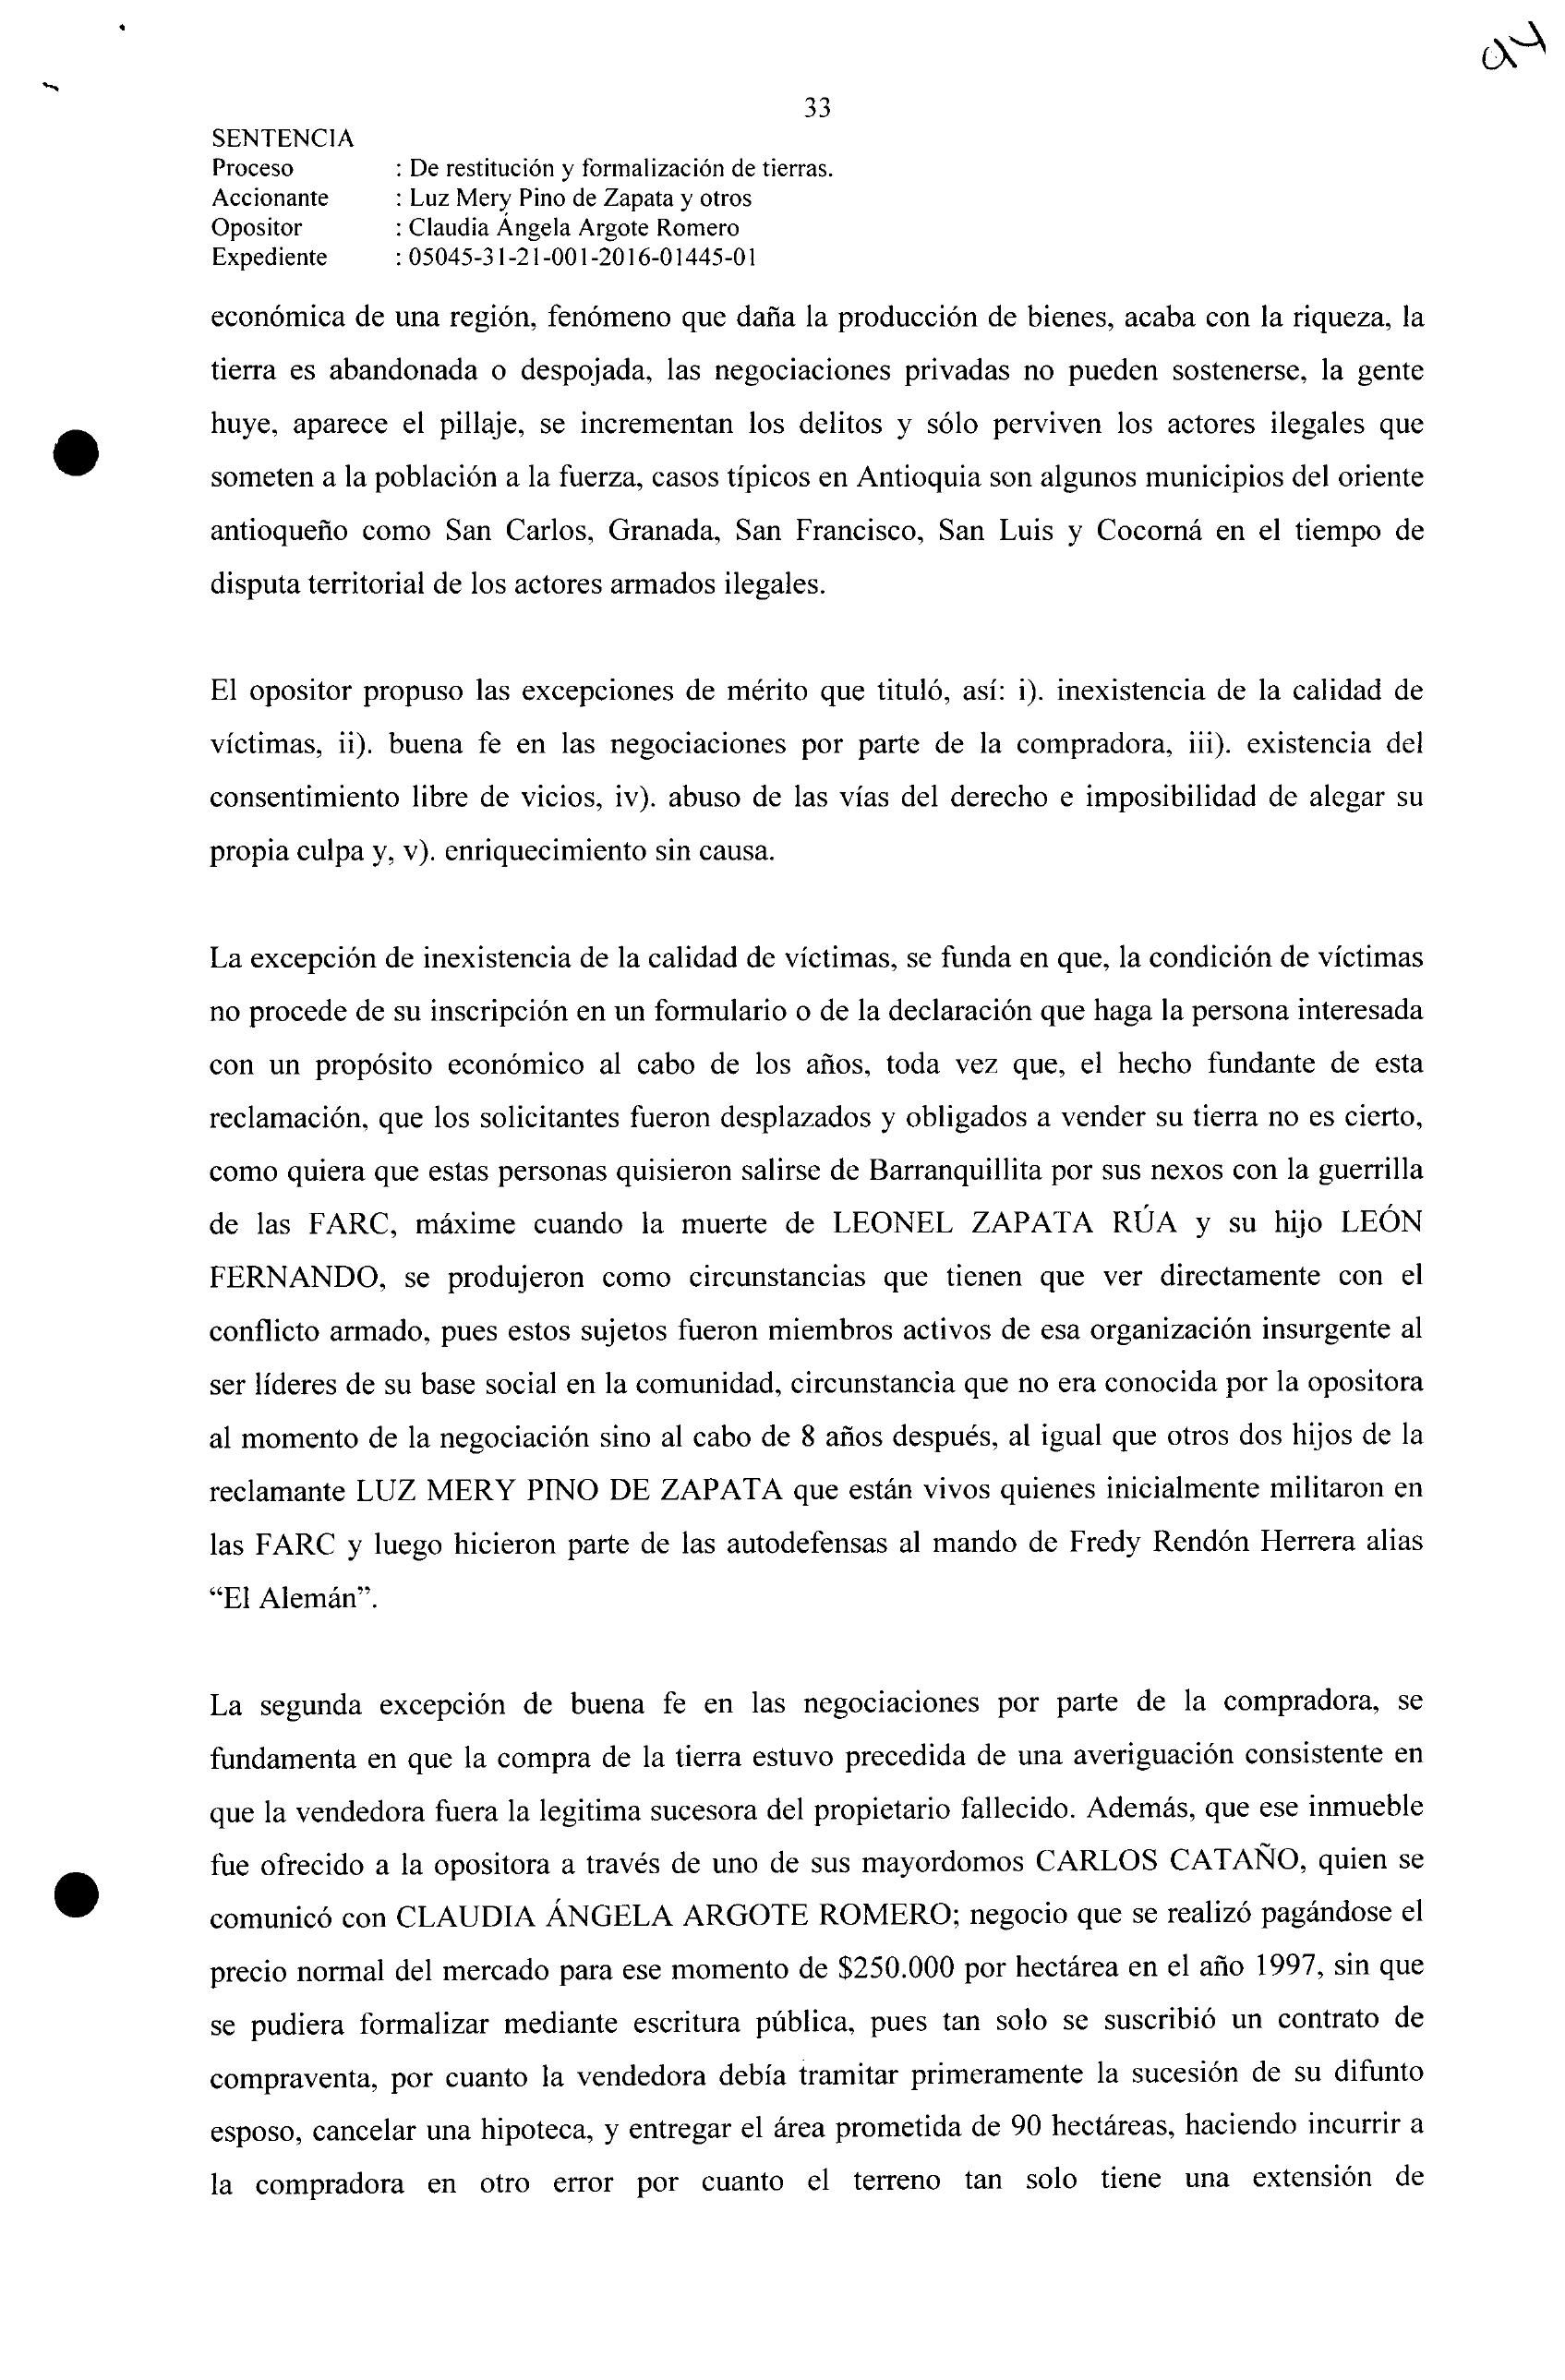 94
33
SENTENCIA
Proceso : De restitución y formalización de tierras.
Accionante : Luz Mery Pino de Zapata y otros
Opositor : Claudia Ángela Argote Romero
Expediente : 05045-31-21-001-2016-01445-01
económica de una región, fenómeno que daña la producción de bienes, acaba con la riqueza, la
tierra es abandonada o despojada, las negociaciones privadas no pueden sostenerse, la gente
huye, aparece el pillaje, se incrementan los delitos y sólo perviven los actores ilegales que
someten a la población a la fuerza, casos típicos en Antioquia son algunos municipios del oriente
antioqueño como San Carlos, Granada, San Francisco, San Luis y Cocorná en el tiempo de
disputa territorial de los actores armados ilegales.
El opositor propuso las excepciones de mérito que tituló, así: i). inexistencia de la calidad de
víctimas, ii). buena fe en las negociaciones por parte de la compradora, iii). existencia del
consentimiento libre de vicios, iv). abuso de las vías del derecho e imposibilidad de alegar su
propia culpa y, v). enriquecimiento sin causa.
La excepción de inexistencia de la calidad de víctimas, se funda en que, la condición de víctimas
no procede de su inscripción en un formulario o de la declaración que haga la persona interesada
con un propósito económico al cabo de los años, toda vez que, el hecho fundante de esta
reclamación, que los solicitantes fueron desplazados y obligados a vender su tierra no es cierto,
como quiera que estas personas quisieron salirse de Barranquillita por sus nexos con la guerrilla
de las FARC, máxime cuando la muerte de LEONEL ZAPATA RÚA y su hijo LEÓN
FERNANDO, se produjeron como circunstancias que tienen que ver directamente con el
conflicto armado, pues estos sujetos fueron miembros activos de esa organización insurgente al
ser líderes de su base social en la comunidad, circunstancia que no era conocida por la opositora
al momento de la negociación sino al cabo de 8 años después, al igual que otros dos hijos de la
reclamante LUZ MERY PINO DE ZAPATA que están vivos quienes inicialmente militaron en
las FARC y luego hicieron parte de las autodefensas al mando de Fredy Rendón Herrera alias
“El Alemán”.
La segunda excepción de buena fe en las negociaciones por parte de la compradora, se
fundamenta en que la compra de la tierra estuvo precedida de una averiguación consistente en
que la vendedora fuera la legitima sucesora del propietario fallecido. Además, que ese inmueble
fue ofrecido a la opositora a través de uno de sus mayordomos CARLOS CATAÑO, quien se
comunicó con CLAUDIA ÁNGELA ARGOTE ROMERO; negocio que se realizó pagándose el
precio normal del mercado para ese momento de $250.000 por hectárea en el año 1997, sin que
se pudiera formalizar mediante escritura pública, pues tan solo se suscribió un contrato de
compraventa, por cuanto la vendedora debía tramitar primeramente la sucesión de su difunto
esposo, cancelar una hipoteca, y entregar el área prometida de 90 hectáreas, haciendo incurrir a
la compradora en otro error por cuanto el terreno tan solo tiene una extensión de